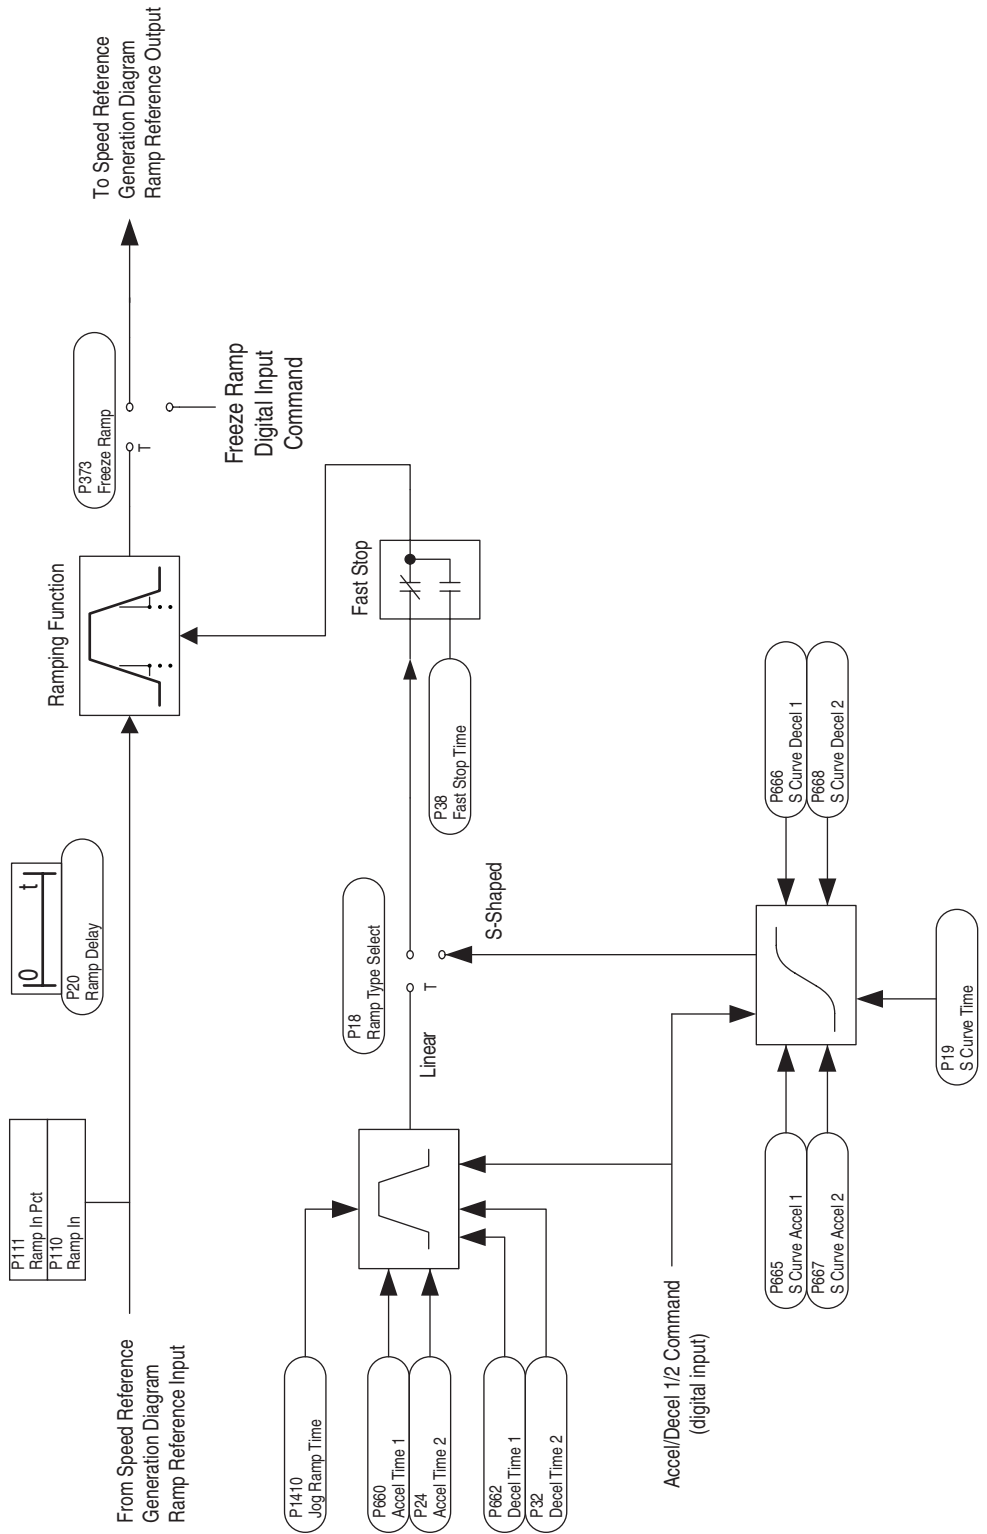 From Speed Reference
Generation Diagram
Ramp Reference Input
P111
Ramp In Pct
P110
Ramp In
0 t
P20
Ramp Delay
Ramping Function
P373
Freeze Ramp
T
Freeze Ramp
Digital Input
Command
To Speed Reference
Generation Diagram
Ramp Reference Output
P1410
Jog Ramp Time
P660
Accel Time 1
P24
Accel Time 2
P662
Decel Time 1
P32
Decel Time 2
Linear
P18
Ramp Type Select
T
S-Shaped
P38
Fast Stop Time
Fast Stop
Accel/Decel 1/2 Command
(digital input)
P665
S Curve Accel 1
P667
S Curve Accel 2
P19
S Curve Time
P666
S Curve Decel 1
P668
S Curve Decel 2